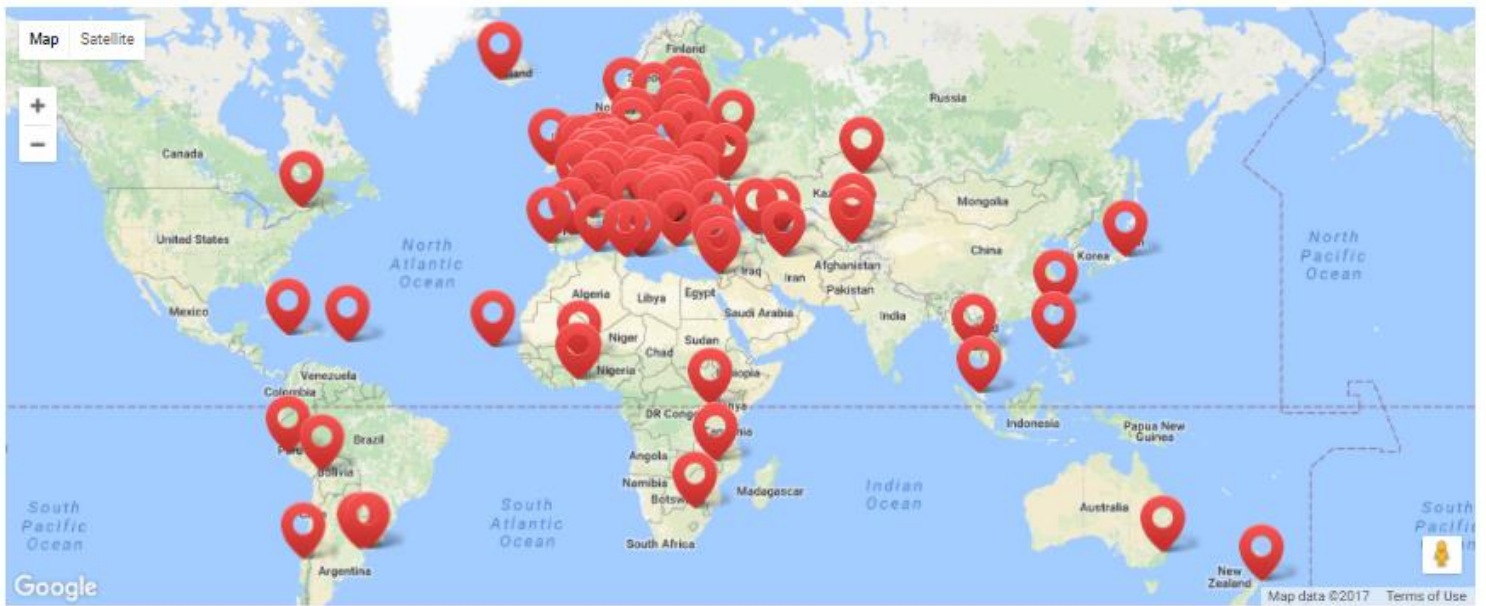 Map Satellite
+
−
Finland
Russia
Canada
Mongolia
United States
North
Atlantic
Ocean
China
Korea
North
Pacific
Ocean
Afghanistan
Iraq
Iran
Pakistan
Algeria
Libya
Egypt
Mexico
Saudi Arabia
India
Niger
Chad
Sudan
Nigeria
Venezuela
Colombia
DR Congo
Indonesia
Papua New
Guinea
Brazil
Bolivia
Angola
Namibia
Madagascar
Indian
Ocean
South
Pacific
Ocean
South
Atlantic
Ocean
Australia
South
Ocean
South Africa
Argentina
New
Zealand
Google
Map data ©2017 Terms of Use